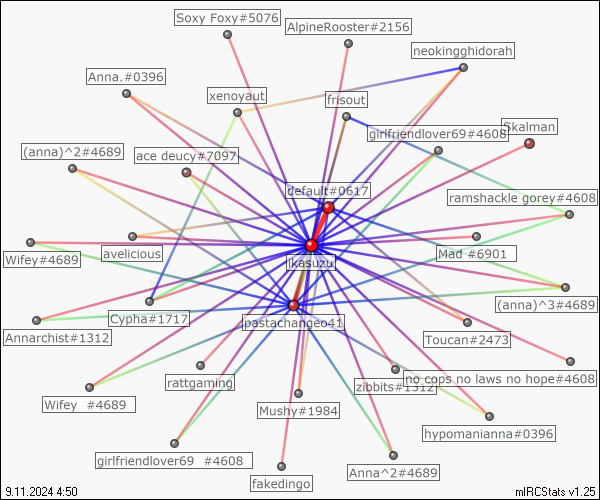 Soxy Foxy#5076
AlpineRooster#2156
neokingghidorah
Anna.#0396
xenoyaut
frisout
girlfriendlover69#4608
Skalman
(anna)^2#4689
ace deucy#7097
default#0617
ramshackle gorey#4608
avelicious
ikasuzu
Mad #6901
Wifey#4689
(anna)^3#4689
Cypha#1717
pastachangeo41
Annarchist#1312
Toucan#2473
rattgaming
zibbits#1312
no cops no laws no hope#4608
Wifey #4689
Mushy#1984
hypomanianna#0396
girlfriendlover69 #4608
Anna^2#4689
fakedingo
9.11.2024 4:50
mIRCStats v1.25